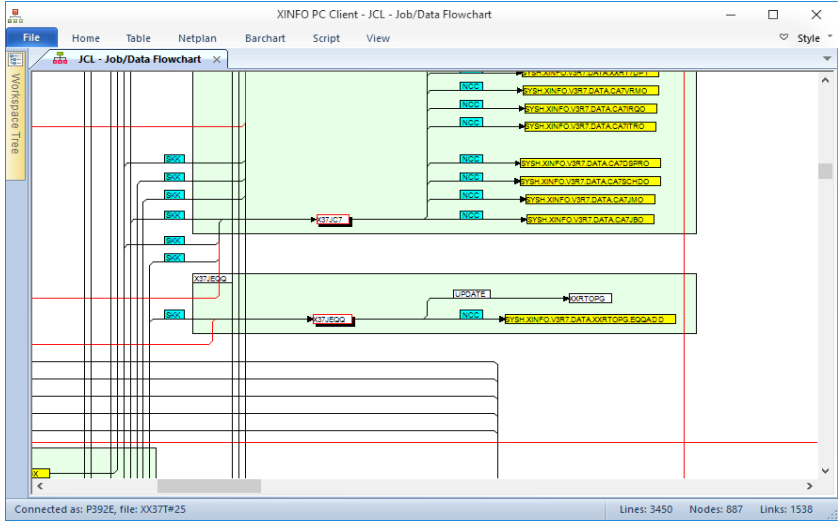 XINFO PC Client - JCL - Job/Data Flowchart
File Home Table Netplan Barchart Script View Style
JCL - Job/Data Flowchart
Workspace Tree
NCC SYSH.XINFO.V3R7.DATA.CA7VRMO
NCC SYSH.XINFO.V3R7.DATA.CA7IRQO
NCC SYSH.XINFO.V3R7.DATA.CA7ITRO
SKK NCC SYSH.XINFO.V3R7.DATA.CA7DSPRO
SKK NCC SYSH.XINFO.V3R7.DATA.CA7SCHDO
SKK NCC SYSH.XINFO.V3R7.DATA.CA7JMO
SKK X37JC7 NCC SYSH.XINFO.V3R7.DATA.CA7JBO
SKK
SKK
X37JEQQ
UPDATE XXRTOPG
SKK X37JEQQ NCC SYSH.XINFO.V3R7.DATA.XXRTOPG.EQQADD
Connected as: P392E, file: XX37T#25 Lines: 3450 Nodes: 887 Links: 1538